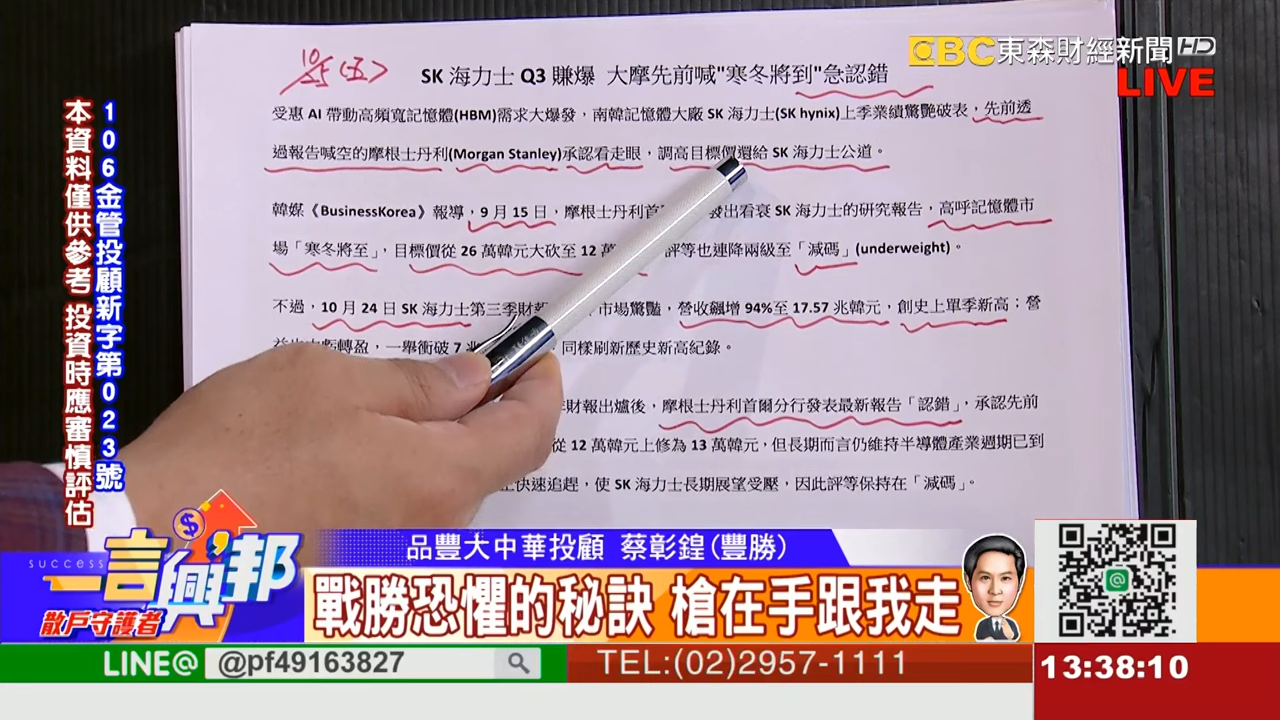 EBC 東森財經新聞 HD
LIVE
本資料僅供參考 投資時應審慎評估
106金管投顧新字第023號
10/25(五)
SK 海力士 Q3 賺爆 大摩先前喊"寒冬將到"急認錯
受惠 AI 帶動高頻寬記憶體(HBM)需求大爆發，南韓記憶體大廠 SK 海力士(SK hynix)上季業績驚艷破表，先前透
過報告喊空的摩根士丹利(Morgan Stanley)承認看走眼，調高目標價還給 SK 海力士公道。
韓媒《BusinessKorea》報導，9 月 15 日，摩根士丹利首 發出看衰 SK 海力士的研究報告，高呼記憶體市
場「寒冬將至」，目標價從 26 萬韓元大砍至 12 萬 評等也連降兩級至「減碼」(underweight)。
不過，10 月 24 日 SK 海力士第三季財報 市場驚豔，營收飆增 94%至 17.57 兆韓元，創史上單季新高；營
轉盈，一舉衝破 7 兆 同樣刷新歷史新高紀錄。
財報出爐後，摩根士丹利首爾分行發表最新報告「認錯」，承認先前
從 12 萬韓元上修為 13 萬韓元，但長期而言仍維持半導體產業週期已到
快速追趕，使 SK 海力士長期展望受壓，因此評等保持在「減碼」。
success
一言興邦
散戶守護者
品豐大中華投顧 蔡彰鍠(豐勝)
戰勝恐懼的秘訣 槍在手跟我走
LINE@ @pf49163827
TEL:(02)2957-1111
13:38:10